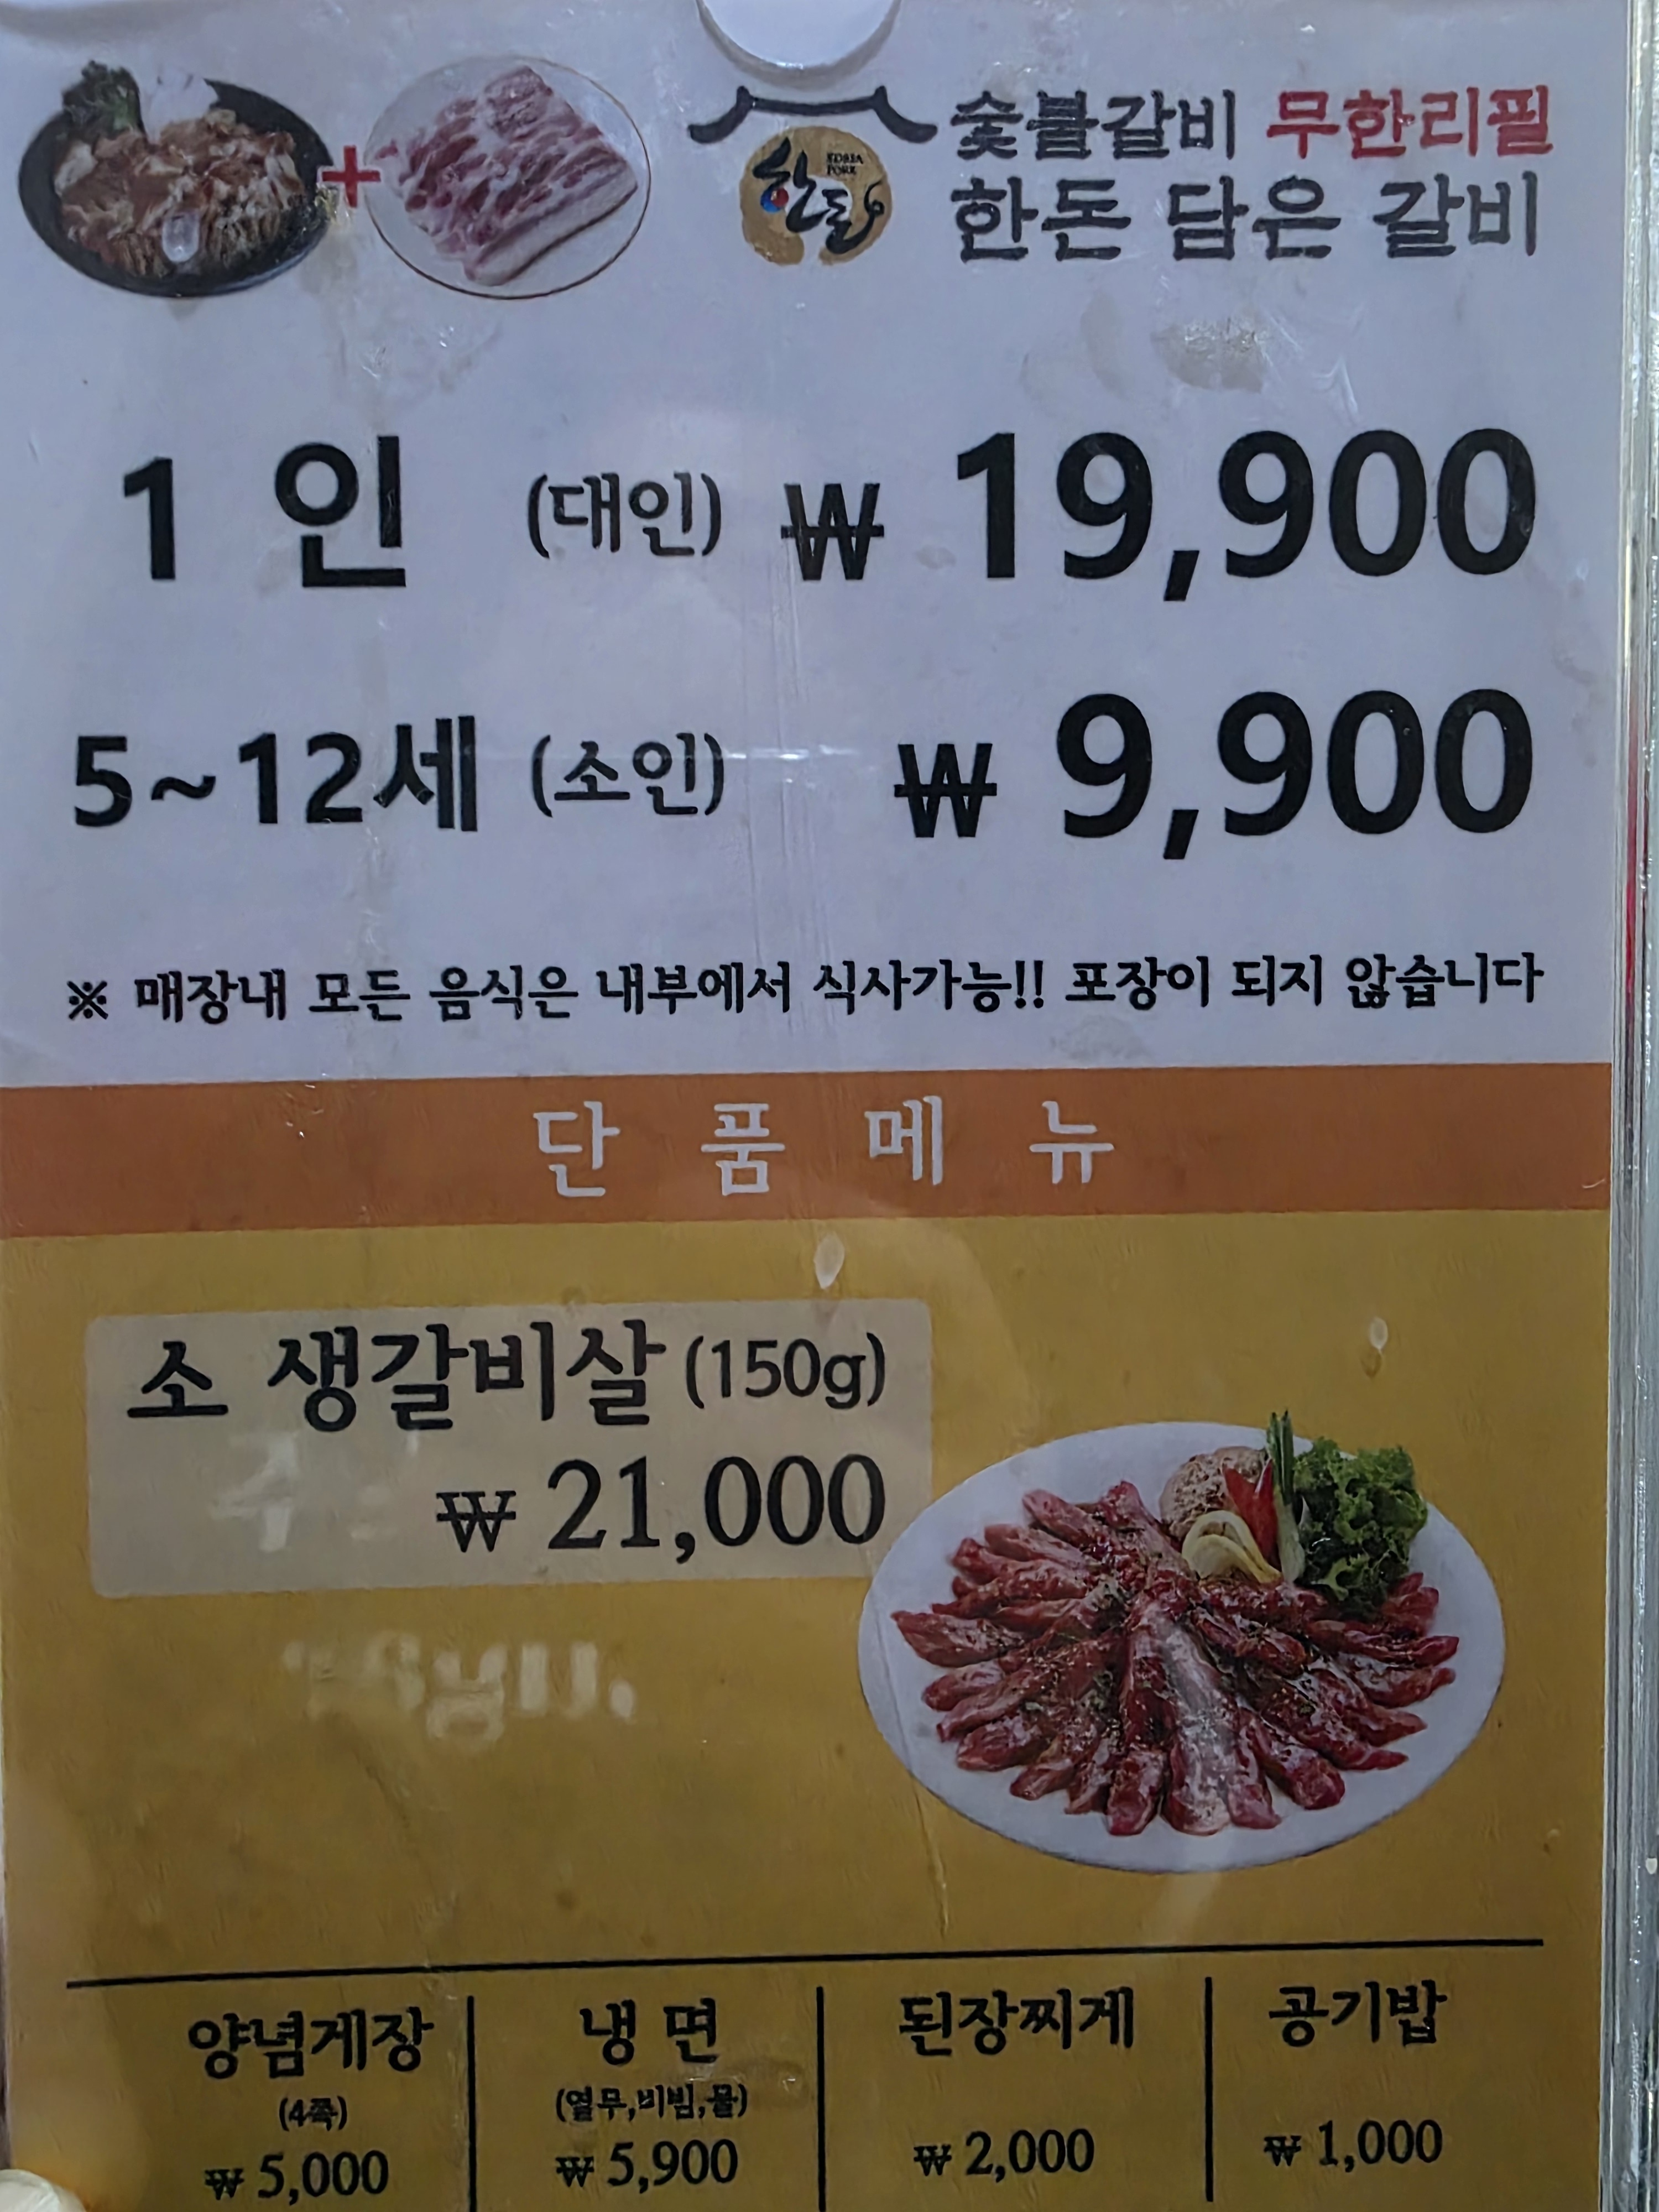 숯불갈비 무한리필
한돈 KOREA PORK
한돈 담은 갈비
1 인 (대인) ₩ 19,900
5~12세 (소인) ₩ 9,900
※ 매장내 모든 음식은 내부에서 식사가능!! 포장이 되지 않습니다
단 품 메 뉴
소 생갈비살 (150g)
₩ 21,000
양념게장
(4쪽)
₩ 5,000
냉 면
(열무,비빔,물)
₩ 5,900
된장찌게
₩ 2,000
공기밥
₩ 1,000